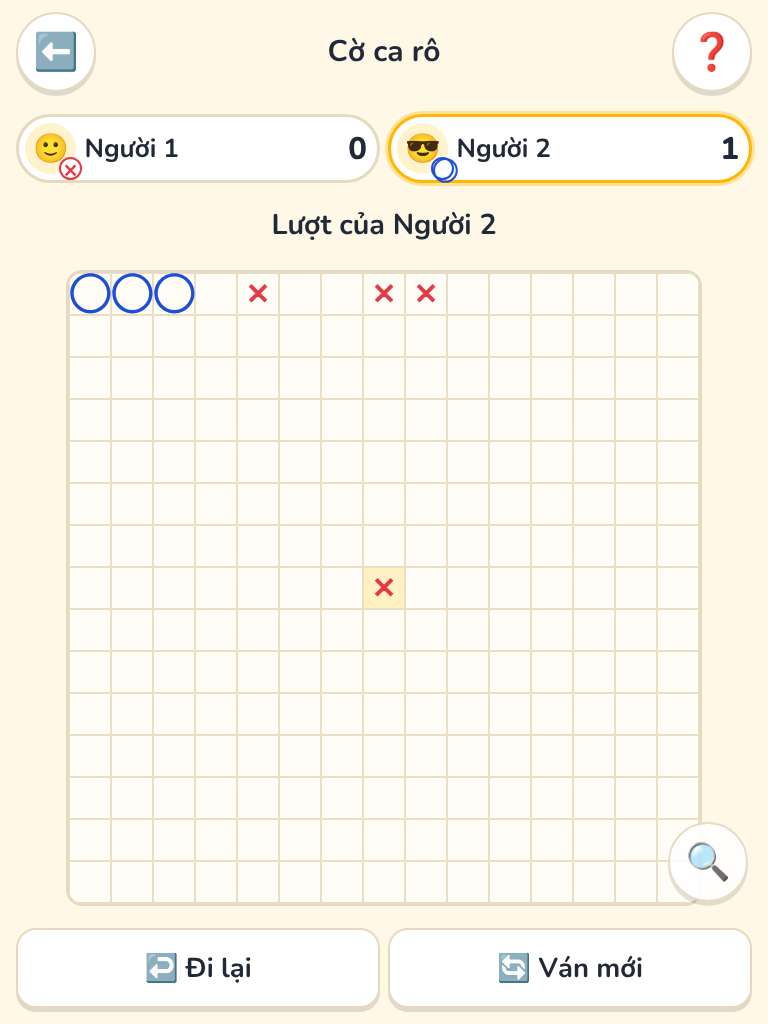 Cờ ca rô
Người 1 0
Người 2 1
Lượt của Người 2
Đi lại
Ván mới